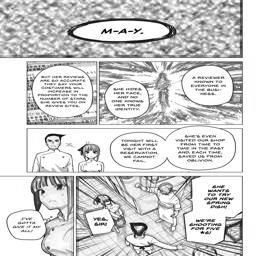 M-A-Y.
A REVIEWER
KNOWN TO
EVERYONE
IN THE BUSI-
NESS.
SHE HIDES
HER FACE,
AND NO
ONE KNOWS
HER TRUE
IDENTITY.
BUT HER REVIEWS
ARE SO ACCURATE
THEY SAY YOUR
CUSTOMERS WILL
INCREASE IN
PROPORTION TO THE
NUMBER OF STARS
SHE GIVES YOU ON
REVIEW SITES.
SHE'S EVEN
VISITED OUR SHOP
FROM TIME TO
TIME IN THE PAST
AND EACH TIME,
SAVED US FROM
OBLIVION.
TONIGHT WILL
BE HER FIRST
VISIT WITH A
RESERVATION.
WE CANNOT
FAIL.
SHE
WANTS
TO TRY
OUR NEW
SPRING
DISH!
WE'RE
SHOOTING
FOR FIVE
★S!
YES,
SIR!
I'VE
GOTTA
GIVE IT
MY ALL!